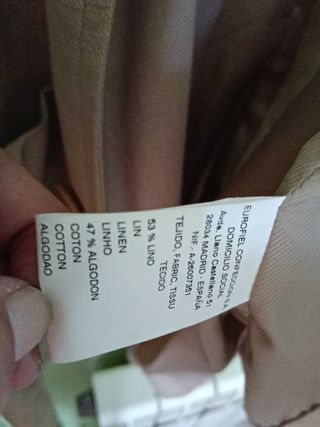 EUROFIEL CONFECCION S.A.
DOMICILIO SOCIAL
Avda. Llano Castellano 51
28034 MADRID - ESPAÑA
NIF.- A-28007351
TEJIDO, FABRIC, TISSU
TECIDO
53 % LINO
LIN
LINEN
LINHO
47 % ALGODON
COTON
COTTON
ALGODAO